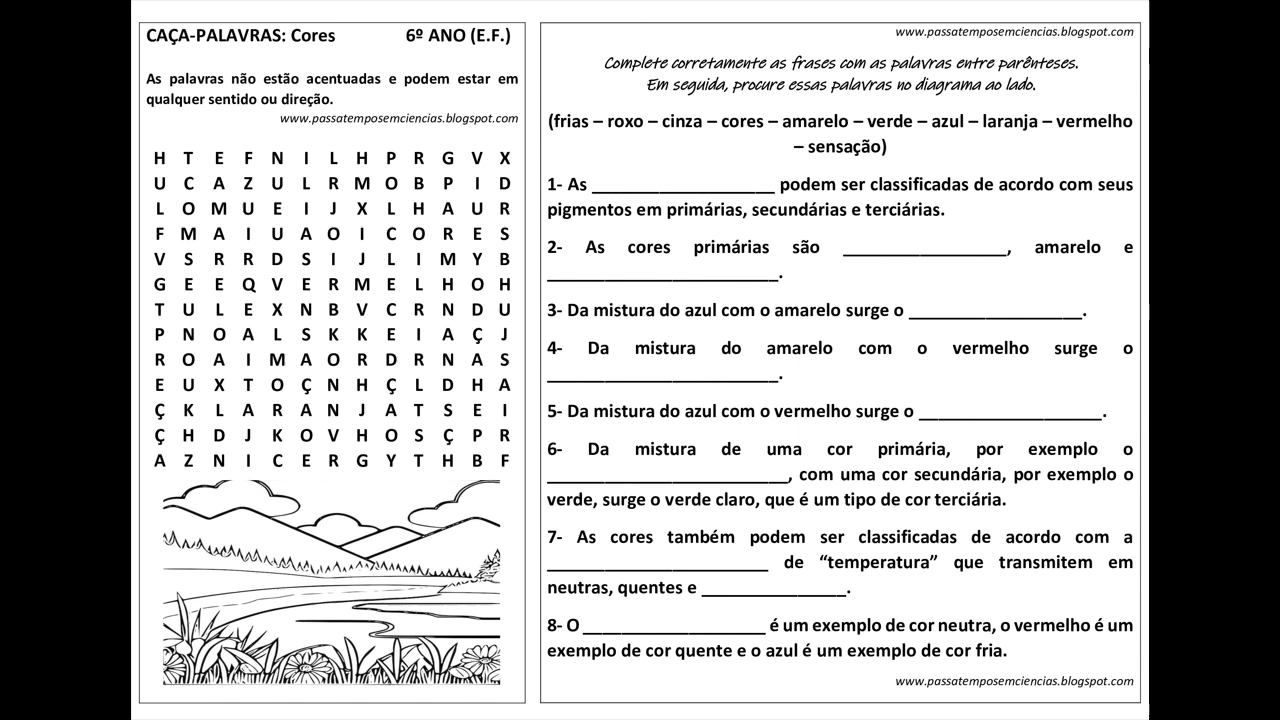 CAÇA-PALAVRAS: Cores 6º ANO (E.F.)
As palavras não estão acentuadas e podem estar em
qualquer sentido ou direção.
www.passatemposemciencias.blogspot.com
H T E F N I L H P R G V X
U C A Z U L R M O B P I D
L O M U E I J X L H A U R
F M A I U A O I C O R E S
V S R R D S I J L I M Y B
G E E Q V E R M E L H O H
T U L E X N B V C R N D U
P N O A L S K K E I A Ç J
R O A I M A O R D R N A S
E U X T O Ç N H Ç L D H A
Ç K L A R A N J A T S E I
Ç H D J K O V H O S Ç P R
A Z N I C E R G Y T H B F
www.passatemposemciencias.blogspot.com
Complete corretamente as frases com as palavras entre parênteses.
Em seguida, procure essas palavras no diagrama ao lado.
(frias – roxo – cinza – cores – amarelo – verde – azul – laranja – vermelho
– sensação)
1- As ___________________ podem ser classificadas de acordo com seus
pigmentos em primárias, secundárias e terciárias.
2- As cores primárias são _________________, amarelo e
________________________.
3- Da mistura do azul com o amarelo surge o __________________.
4- Da mistura do amarelo com o vermelho surge o
________________________.
5- Da mistura do azul com o vermelho surge o ___________________.
6- Da mistura de uma cor primária, por exemplo o
_________________________, com uma cor secundária, por exemplo o
verde, surge o verde claro, que é um tipo de cor terciária.
7- As cores também podem ser classificadas de acordo com a
_______________________ de “temperatura” que transmitem em
neutras, quentes e _______________.
8- O ___________________ é um exemplo de cor neutra, o vermelho é um
exemplo de cor quente e o azul é um exemplo de cor fria.
www.passatemposemciencias.blogspot.com